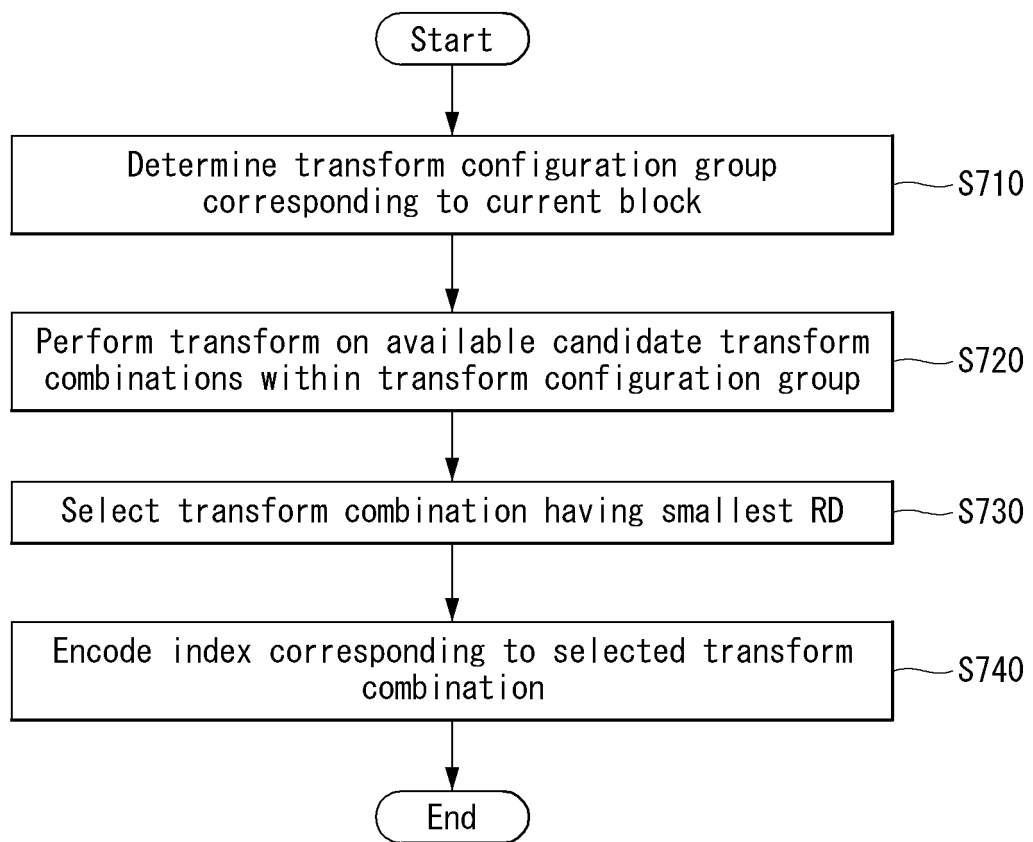 Start
Determine transform configuration group
corresponding to current block
S710
Perform transform on available candidate transform
combinations within transform configuration group
S720
Select transform combination having smallest RD
S730
Encode index corresponding to selected transform
combination
S740
End